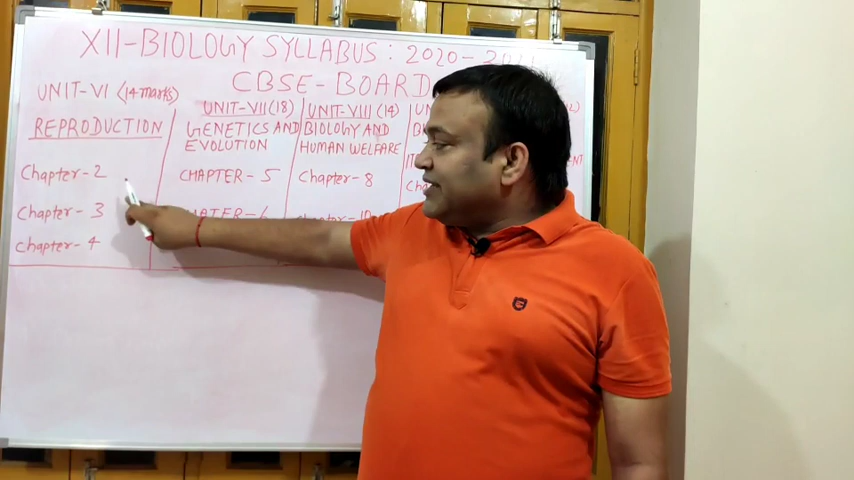 XII-BIOLOGY SYLLABUS : 2020-
CBSE-BOARD
UNIT-VI (14 marks)
REPRODUCTION
Chapter-2
Chapter-3
Chapter-4
UNIT-VII (18)
GENETICS AND
EVOLUTION
CHAPTER-5
UNIT-VIII (14)
BIOLOGY AND
HUMAN WELFARE
Chapter-8